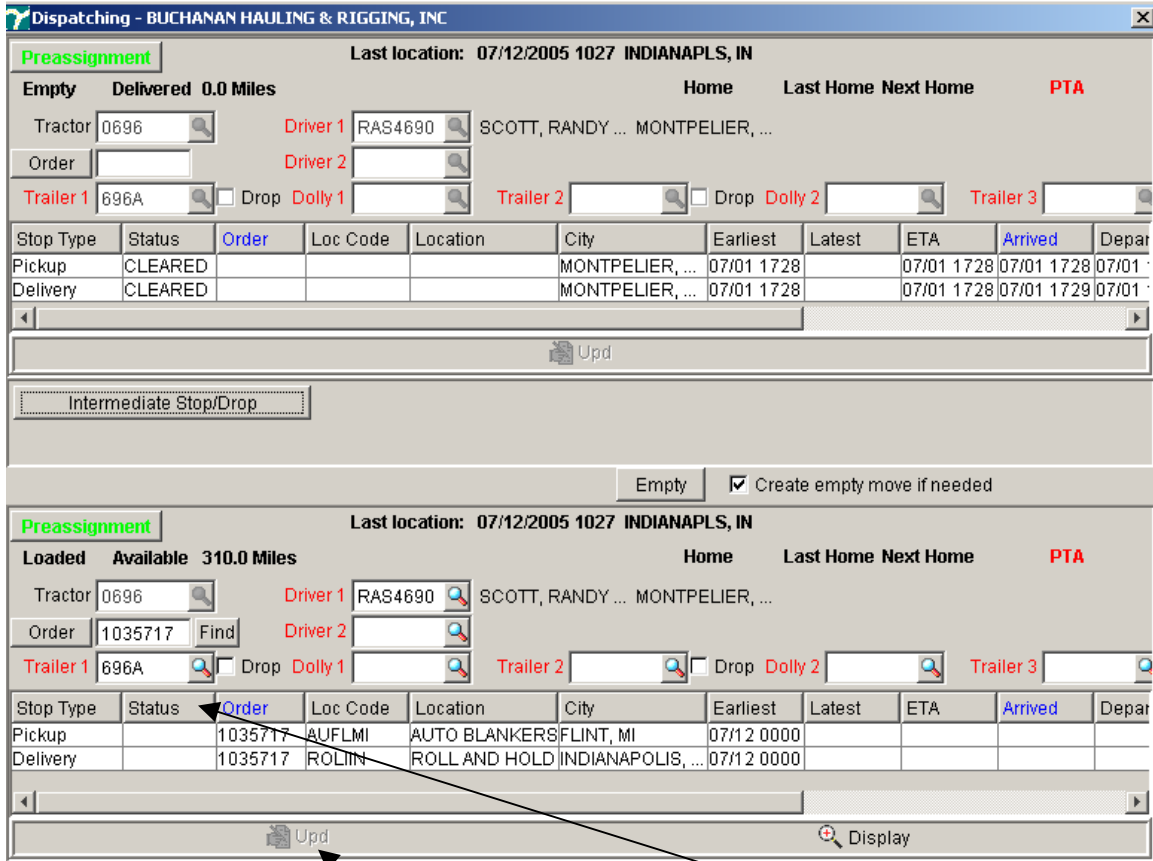 Dispatching - BUCHANAN HAULING & RIGGING, INC
Preassignment Last location: 07/12/2005 1027 INDIANAPLS, IN
Empty Delivered 0.0 Miles Home Last Home Next Home PTA
Tractor 0696 Driver 1 RAS4690 SCOTT, RANDY ... MONTPELIER, ...
Order Driver 2
Trailer 1 696A Drop Dolly 1 Trailer 2 Drop Dolly 2 Trailer 3
Stop Type Status Order Loc Code Location City Earliest Latest ETA Arrived Depar
Pickup CLEARED MONTPELIER, ... 07/01 1728 07/01 1728 07/01 1728 07/01
Delivery CLEARED MONTPELIER, ... 07/01 1728 07/01 1728 07/01 1729 07/01
Upd
Intermediate Stop/Drop
Empty Create empty move if needed
Preassignment Last location: 07/12/2005 1027 INDIANAPLS, IN
Loaded Available 310.0 Miles Home Last Home Next Home PTA
Tractor 0696 Driver 1 RAS4690 SCOTT, RANDY ... MONTPELIER, ...
Order 1035717 Find Driver 2
Trailer 1 696A Drop Dolly 1 Trailer 2 Drop Dolly 2 Trailer 3
Stop Type Status Order Loc Code Location City Earliest Latest ETA Arrived Depar
Pickup 1035717 AUFLMI AUTO BLANKERS FLINT, MI 07/12 0000
Delivery 1035717 ROLIIN ROLL AND HOLD INDIANAPOLIS, ... 07/12 0000
Upd Display